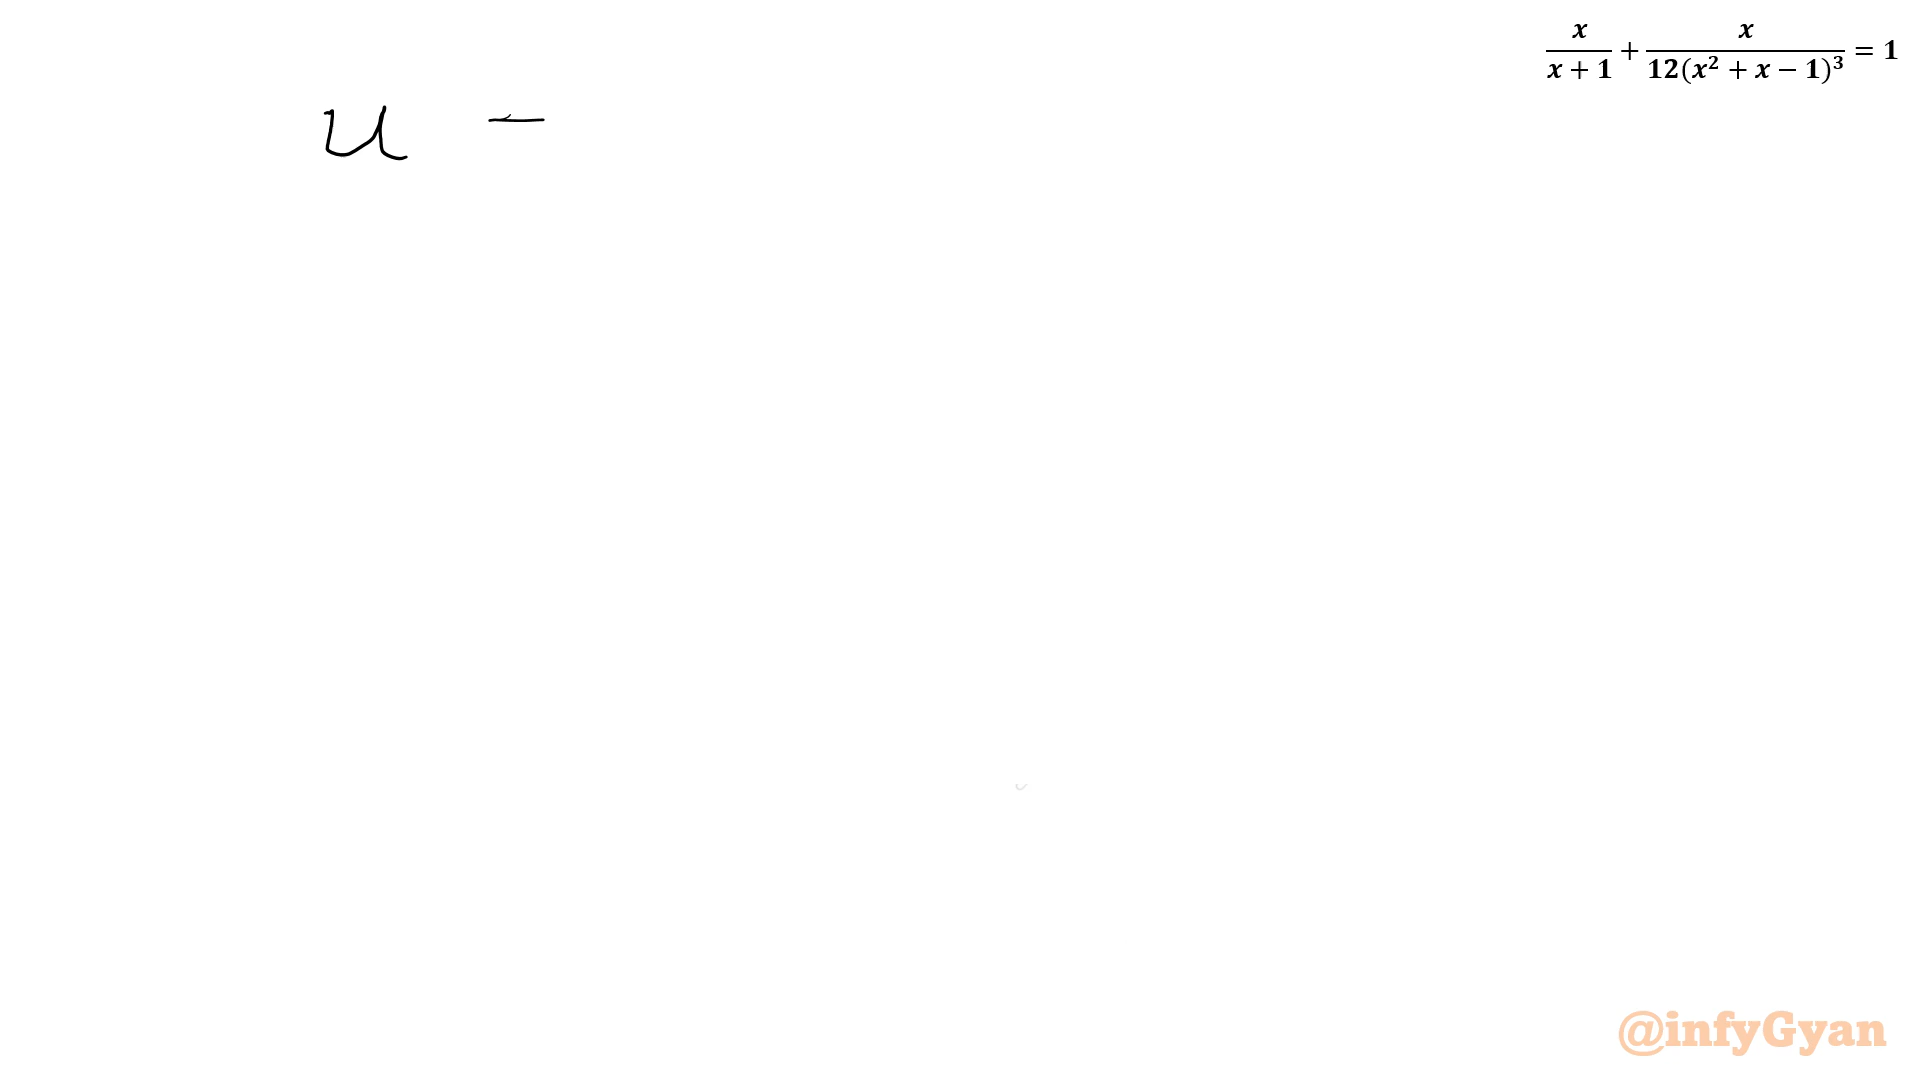 x/(x + 1) + x/(12(x² + x − 1)³) = 1
u −
@infyGyan